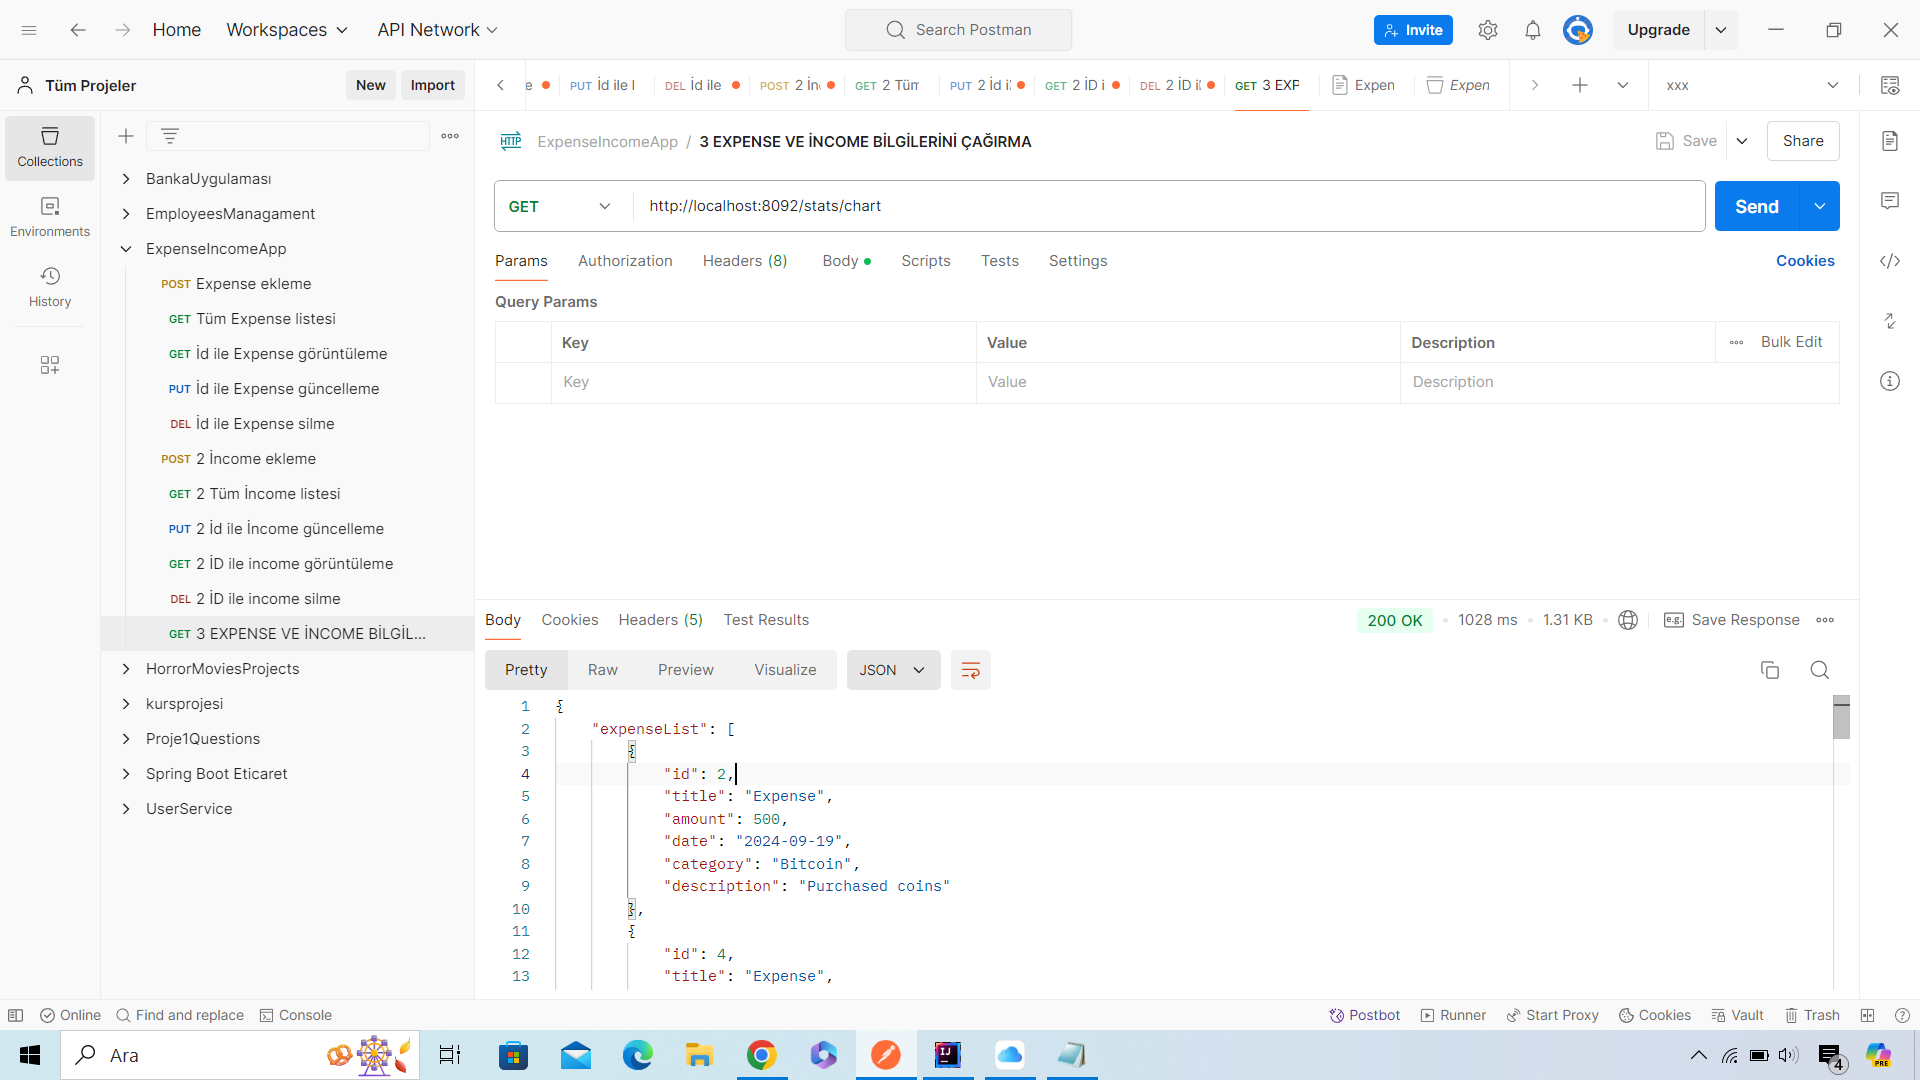 Home Workspaces API Network Search Postman Invite Upgrade
Tüm Projeler New Import
e PUT İd ile I DEL İd ile POST 2 İn GET 2 Tüm PUT 2 İd i GET 2 İD i DEL 2 İD il GET 3 EXP Expen Expen xxx
Collections
Environments
History
BankaUygulaması
EmployeesManagament
ExpenseIncomeApp
POST Expense ekleme
GET Tüm Expense listesi
GET İd ile Expense görüntüleme
PUT İd ile Expense güncelleme
DEL İd ile Expense silme
POST 2 İncome ekleme
GET 2 Tüm İncome listesi
PUT 2 İd ile İncome güncelleme
GET 2 İD ile income görüntüleme
DEL 2 İD ile income silme
GET 3 EXPENSE VE İNCOME BİLGİL...
HorrorMoviesProjects
kursprojesi
Proje1Questions
Spring Boot Eticaret
UserService
HTTP ExpenseIncomeApp / 3 EXPENSE VE İNCOME BİLGİLERİNİ ÇAĞIRMA Save Share
GET http://localhost:8092/stats/chart Send
Params Authorization Headers (8) Body Scripts Tests Settings Cookies
Query Params
Key Value Description Bulk Edit
Key Value Description
Body Cookies Headers (5) Test Results 200 OK 1028 ms 1.31 KB e.g. Save Response
Pretty Raw Preview Visualize JSON
1 {
2 "expenseList": [
3 {
4 "id": 2,
5 "title": "Expense",
6 "amount": 500,
7 "date": "2024-09-19",
8 "category": "Bitcoin",
9 "description": "Purchased coins"
10 },
11 {
12 "id": 4,
13 "title": "Expense",
Online Find and replace Console Postbot Runner Start Proxy Cookies Vault Trash
Ara IJ 4 PRE